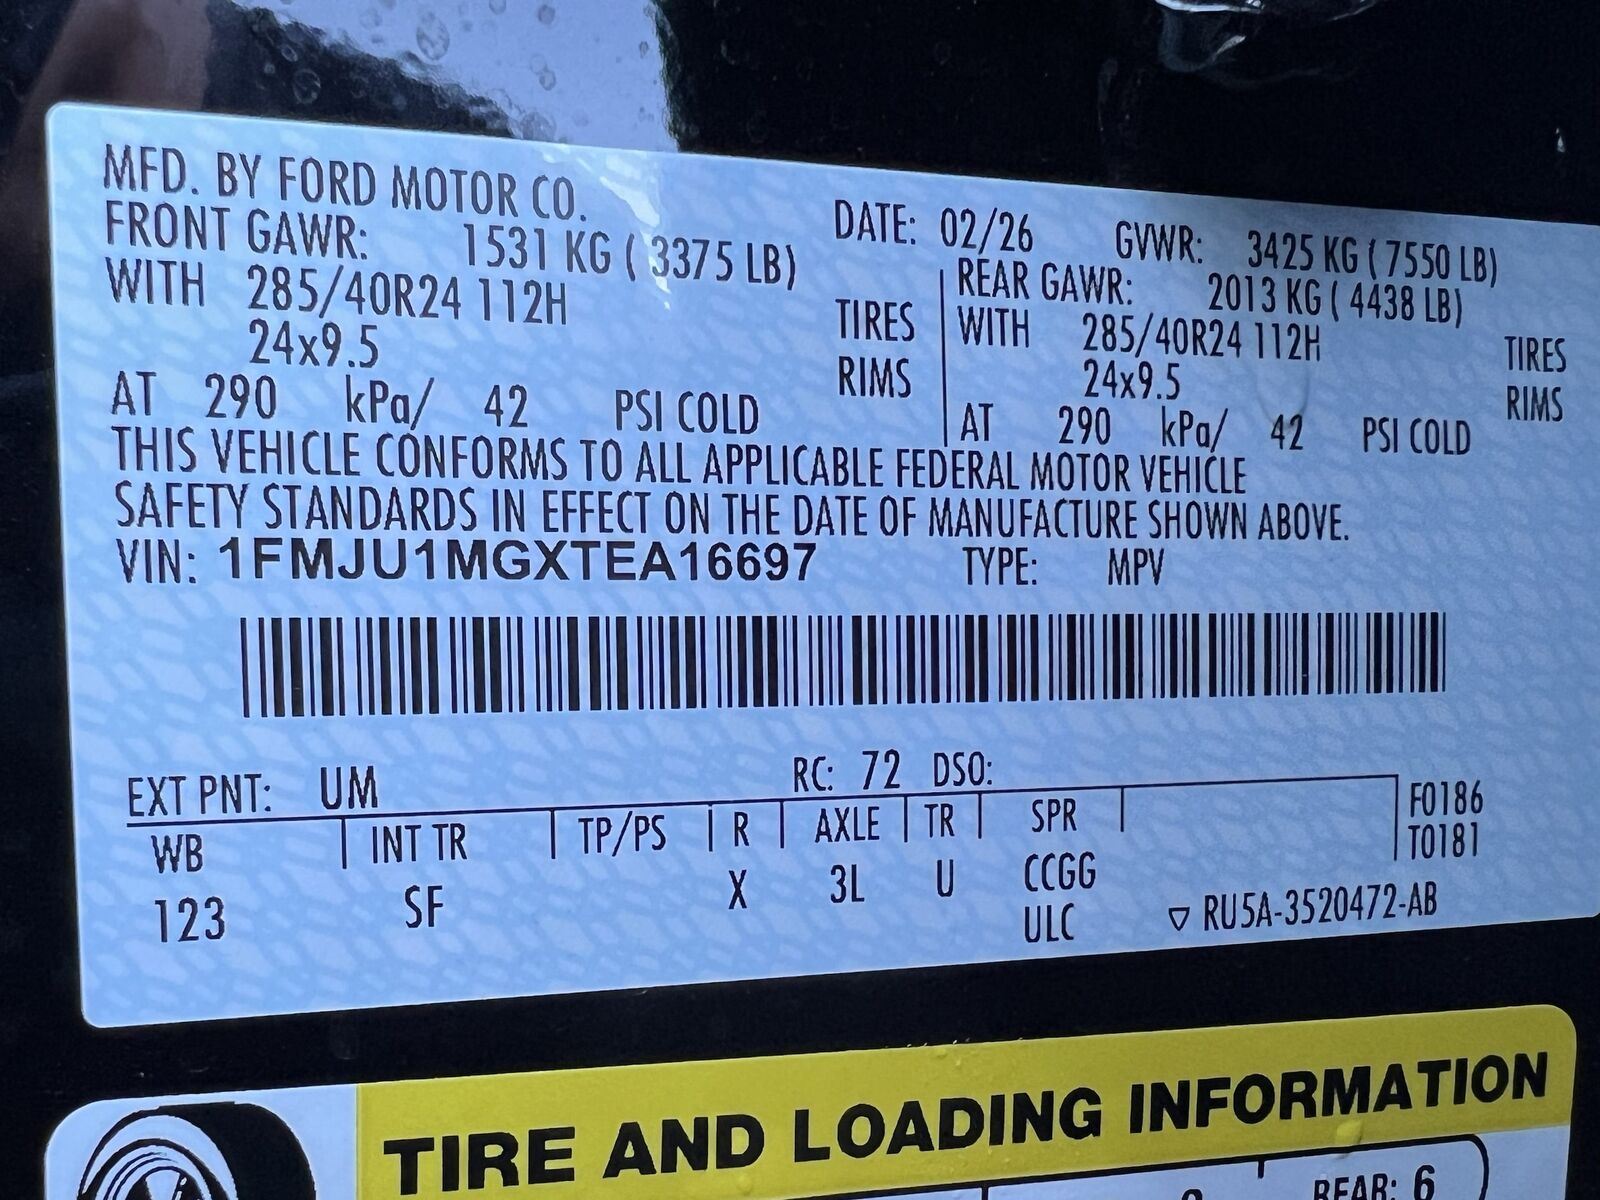 MFD. BY FORD MOTOR CO. DATE: 02/26 GVWR: 3425 KG ( 7550 LB)
FRONT GAWR: 1531 KG ( 3375 LB) REAR GAWR: 2013 KG ( 4438 LB)
WITH 285/40R24 112H TIRES WITH 285/40R24 112H TIRES
24x9.5 RIMS 24x9.5 RIMS
AT 290 kPa/ 42 PSI COLD AT 290 kPa/ 42 PSI COLD
THIS VEHICLE CONFORMS TO ALL APPLICABLE FEDERAL MOTOR VEHICLE
SAFETY STANDARDS IN EFFECT ON THE DATE OF MANUFACTURE SHOWN ABOVE.
VIN: 1FMJU1MGXTEA16697 TYPE: MPV
EXT PNT: UM RC: 72 DSO:
WB INT TR TP/PS R AXLE TR SPR F0186
T0181
123 SF X 3L U CCGG
ULC ▽ RU5A-3520472-AB
TIRE AND LOADING INFORMATION
REAR: 6